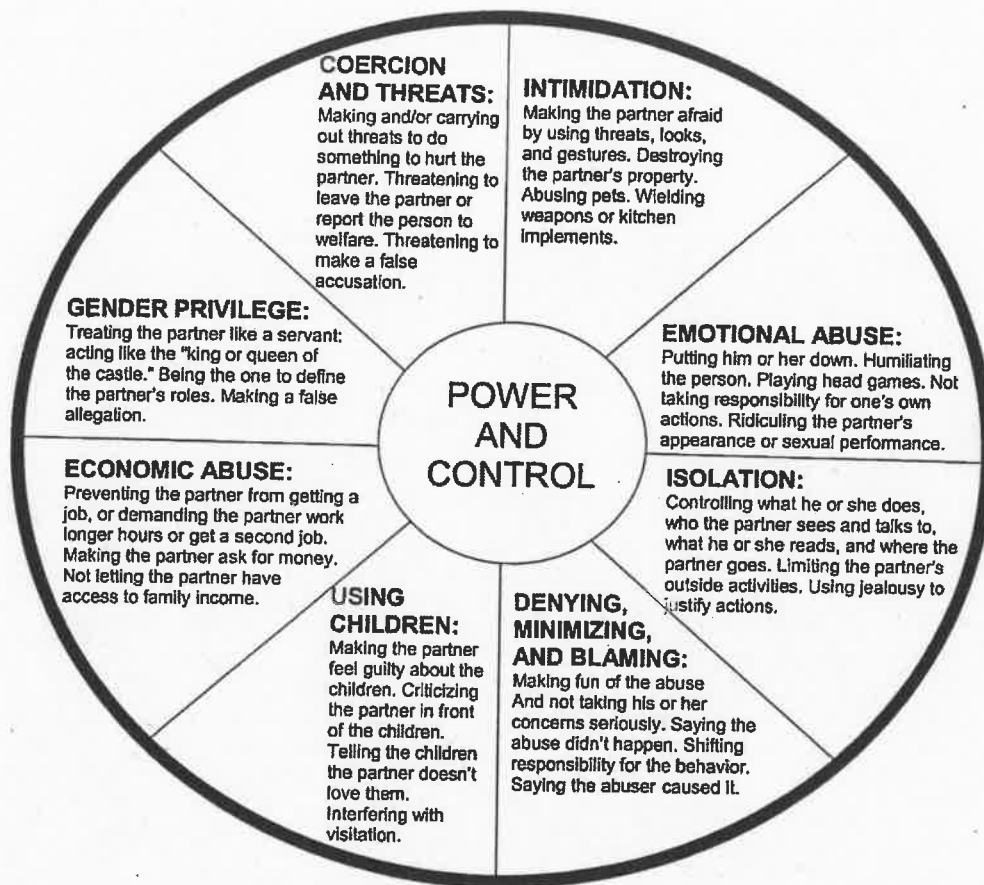 COERCION
AND THREATS:
Making and/or carrying
out threats to do
something to hurt the
partner. Threatening to
leave the partner or
report the person to
welfare. Threatening to
make a false
accusation.
INTIMIDATION:
Making the partner afraid
by using threats, looks,
and gestures. Destroying
the partner's property.
Abusing pets. Wielding
weapons or kitchen
implements.
GENDER PRIVILEGE:
Treating the partner like a servant:
acting like the "king or queen of
the castle." Being the one to define
the partner's roles. Making a false
allegation.
POWER
AND
CONTROL
EMOTIONAL ABUSE:
Putting him or her down. Humiliating
the person. Playing head games. Not
taking responsibility for one's own
actions. Ridiculing the partner's
appearance or sexual performance.
ECONOMIC ABUSE:
Preventing the partner from getting a
job, or demanding the partner work
longer hours or get a second job.
Making the partner ask for money.
Not letting the partner have
access to family income.
ISOLATION:
Controlling what he or she does,
who the partner sees and talks to,
what he or she reads, and where the
partner goes. Limiting the partner's
outside activities. Using jealousy to
justify actions.
USING
CHILDREN:
Making the partner
feel guilty about the
children. Criticizing
the partner in front
of the children.
Telling the children
the partner doesn't
love them.
Interfering with
visitation.
DENYING,
MINIMIZING,
AND BLAMING:
Making fun of the abuse
And not taking his or her
concerns seriously. Saying the
abuse didn't happen. Shifting
responsibility for the behavior.
Saying the abuser caused it.